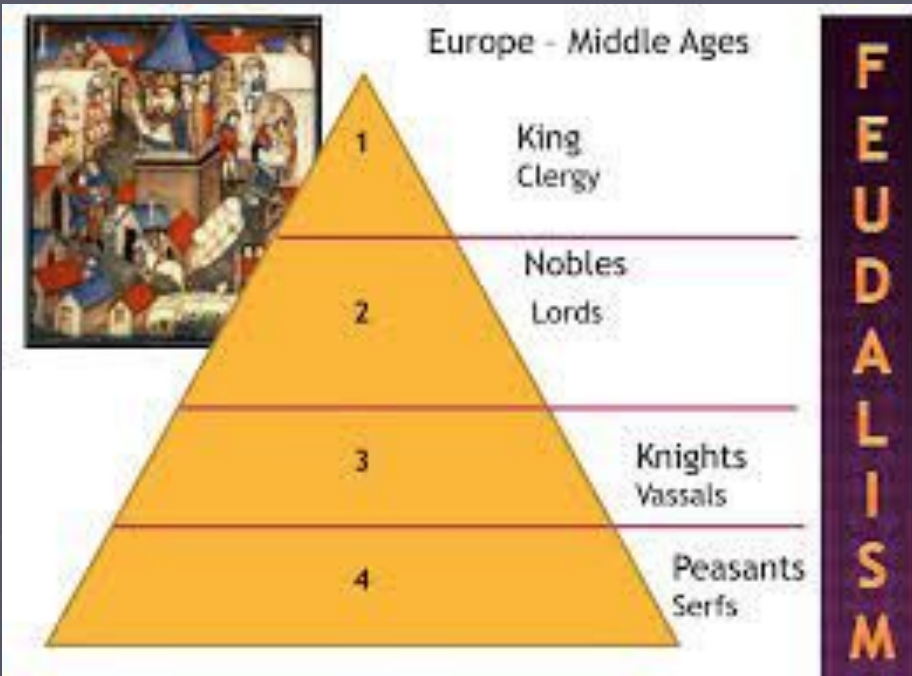 Europe - Middle Ages
1
King
Clergy
2
Nobles
Lords
3
Knights
Vassals
4
Peasants
Serfs
FEUDALISM